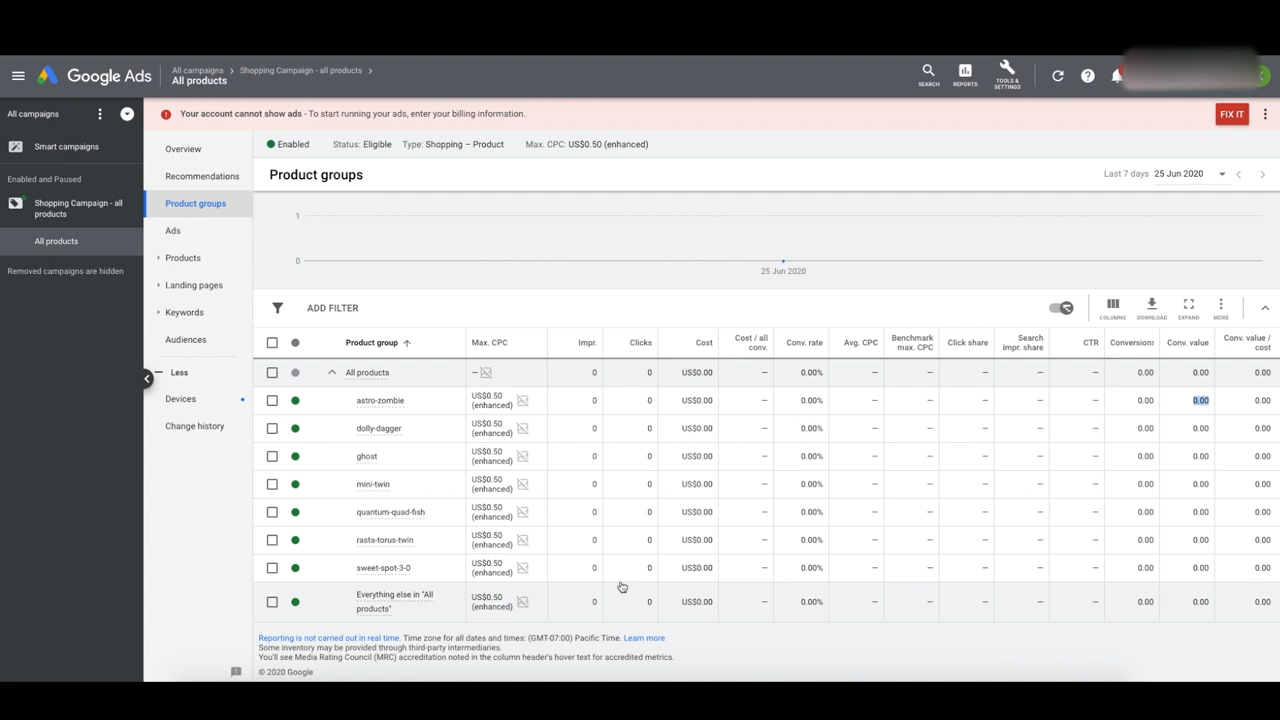 Google Ads
All campaigns > Shopping Campaign - all products >
All products
SEARCH
REPORTS
TOOLS & SETTINGS
All campaigns
Smart campaigns
Enabled and Paused
Shopping Campaign - all
products
All products
Removed campaigns are hidden
Your account cannot show ads - To start running your ads, enter your billing information.
FIX IT
Overview
Recommendations
Product groups
Ads
Products
Landing pages
Keywords
Audiences
Less
Devices
Change history
Enabled Status: Eligible Type: Shopping – Product Max. CPC: US$0.50 (enhanced)
Product groups
Last 7 days 25 Jun 2020
1
0
25 Jun 2020
ADD FILTER
COLUMNS DOWNLOAD EXPAND MORE
Product group Max. CPC Impr. Clicks Cost Cost / all conv. Conv. rate Avg. CPC Benchmark max. CPC Click share Search impr. share CTR Conversions Conv. value Conv. value / cost
All products – 0 0 US$0.00 – 0.00% – – – – – 0.00 0.00 0.00
astro-zombie US$0.50 (enhanced) 0 0 US$0.00 – 0.00% – – – – – 0.00 0.00 0.00
dolly-dagger US$0.50 (enhanced) 0 0 US$0.00 – 0.00% – – – – – 0.00 0.00 0.00
ghost US$0.50 (enhanced) 0 0 US$0.00 – 0.00% – – – – – 0.00 0.00 0.00
mini-twin US$0.50 (enhanced) 0 0 US$0.00 – 0.00% – – – – – 0.00 0.00 0.00
quantum-quad-fish US$0.50 (enhanced) 0 0 US$0.00 – 0.00% – – – – – 0.00 0.00 0.00
rasta-torus-twin US$0.50 (enhanced) 0 0 US$0.00 – 0.00% – – – – – 0.00 0.00 0.00
sweet-spot-3-0 US$0.50 (enhanced) 0 0 US$0.00 – 0.00% – – – – – 0.00 0.00 0.00
Everything else in "All products" US$0.50 (enhanced) 0 0 US$0.00 – 0.00% – – – – – 0.00 0.00 0.00
Reporting is not carried out in real time. Time zone for all dates and times: (GMT-07:00) Pacific Time. Learn more
Some inventory may be provided through third-party intermediaries.
You'll see Media Rating Council (MRC) accreditation noted in the column header's hover text for accredited metrics.
© 2020 Google